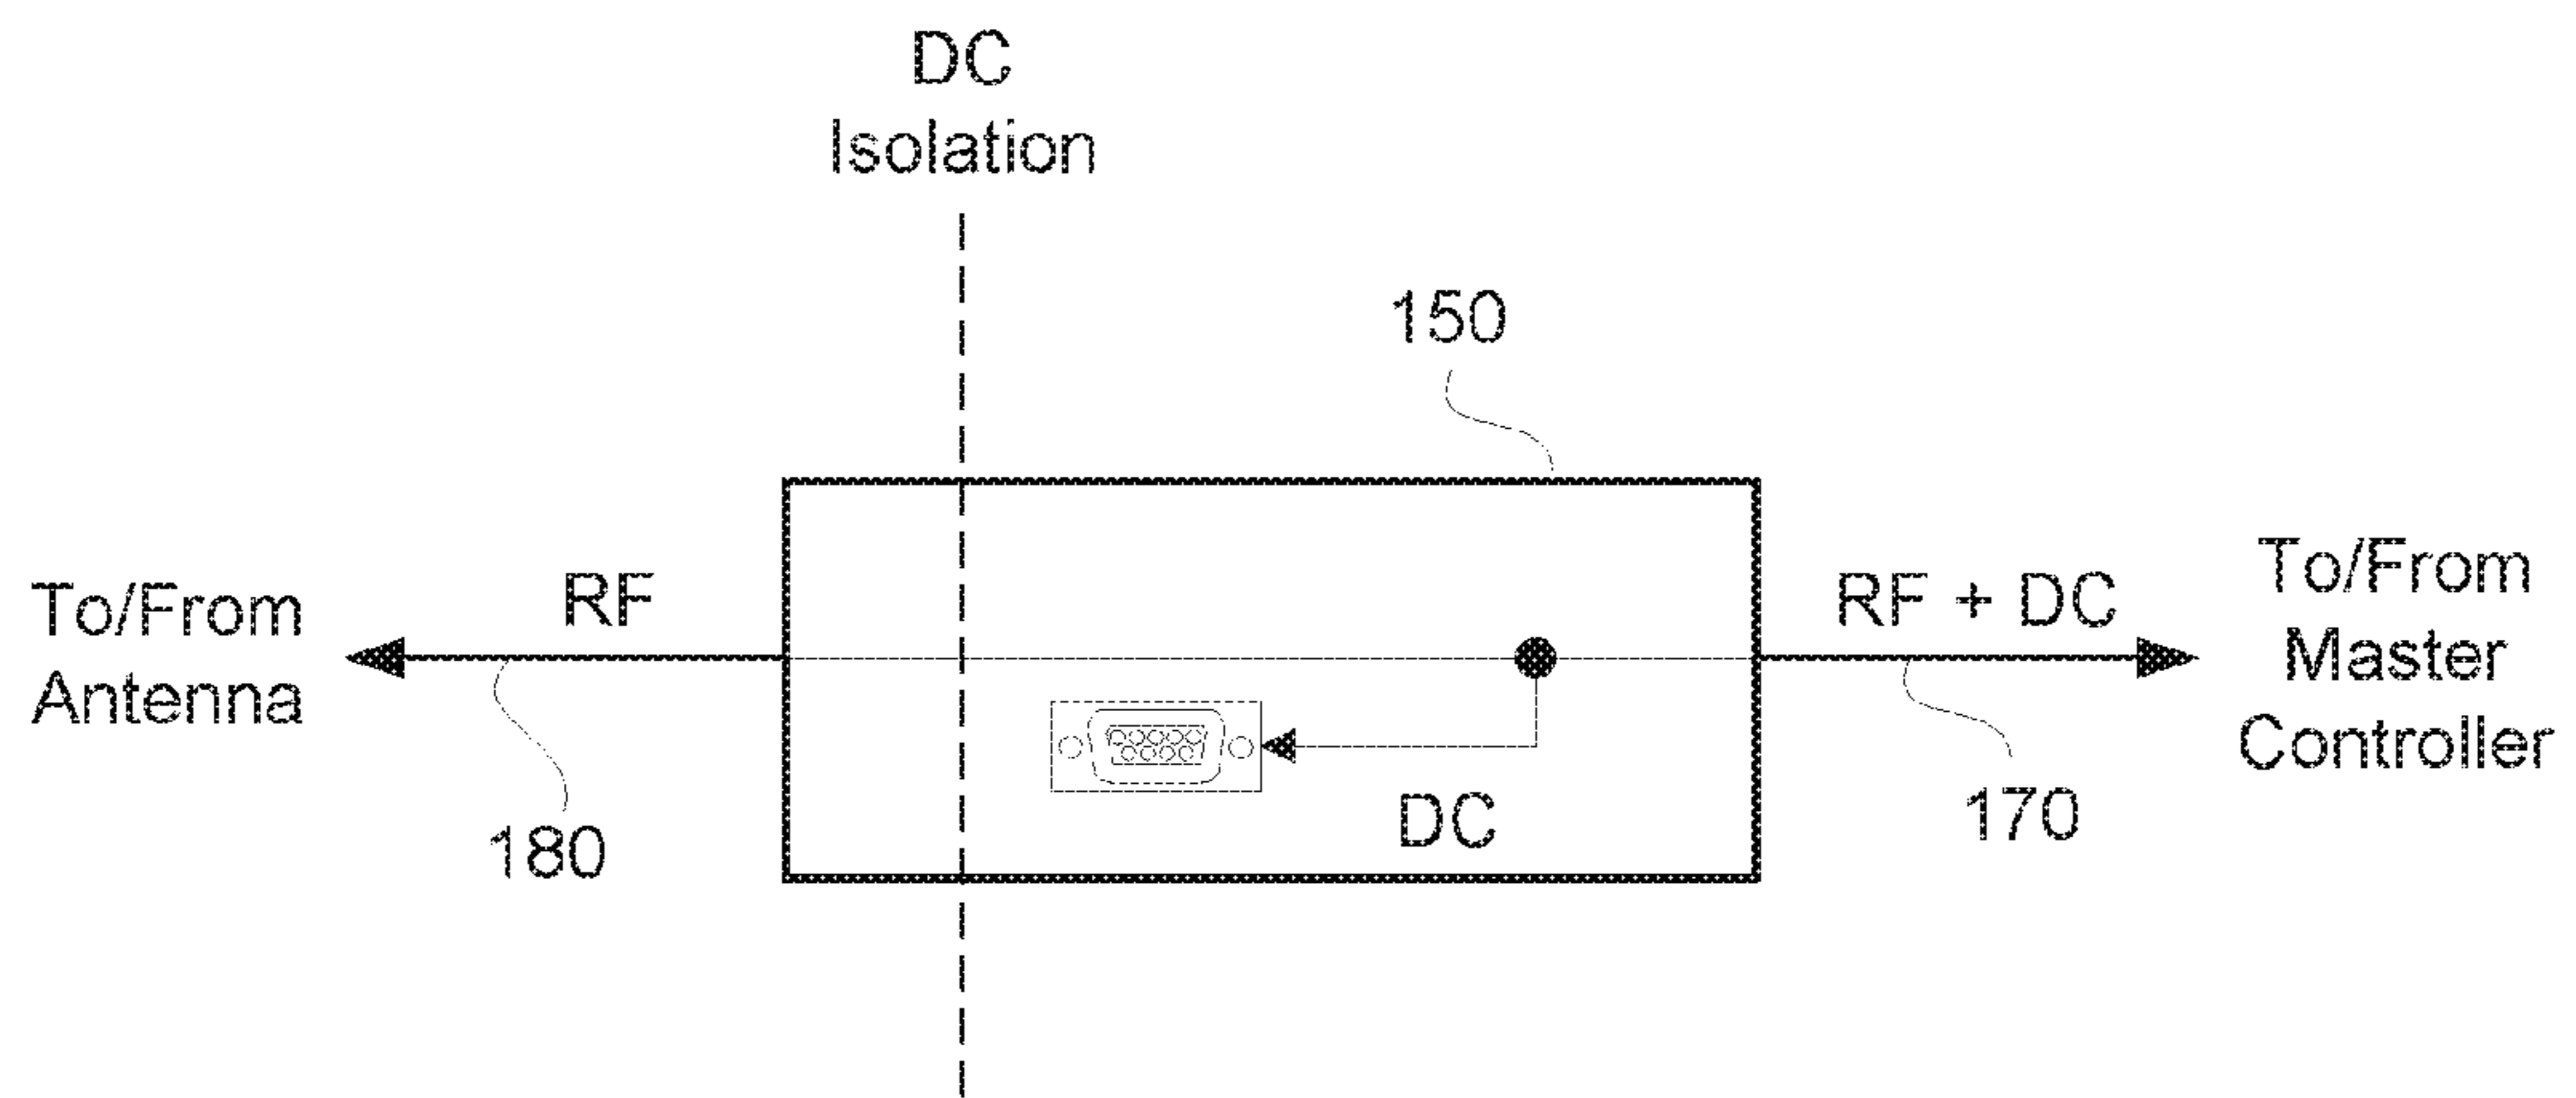 DC
Isolation
150
To/From
Antenna
RF
180
DC
RF + DC
170
To/From
Master
Controller